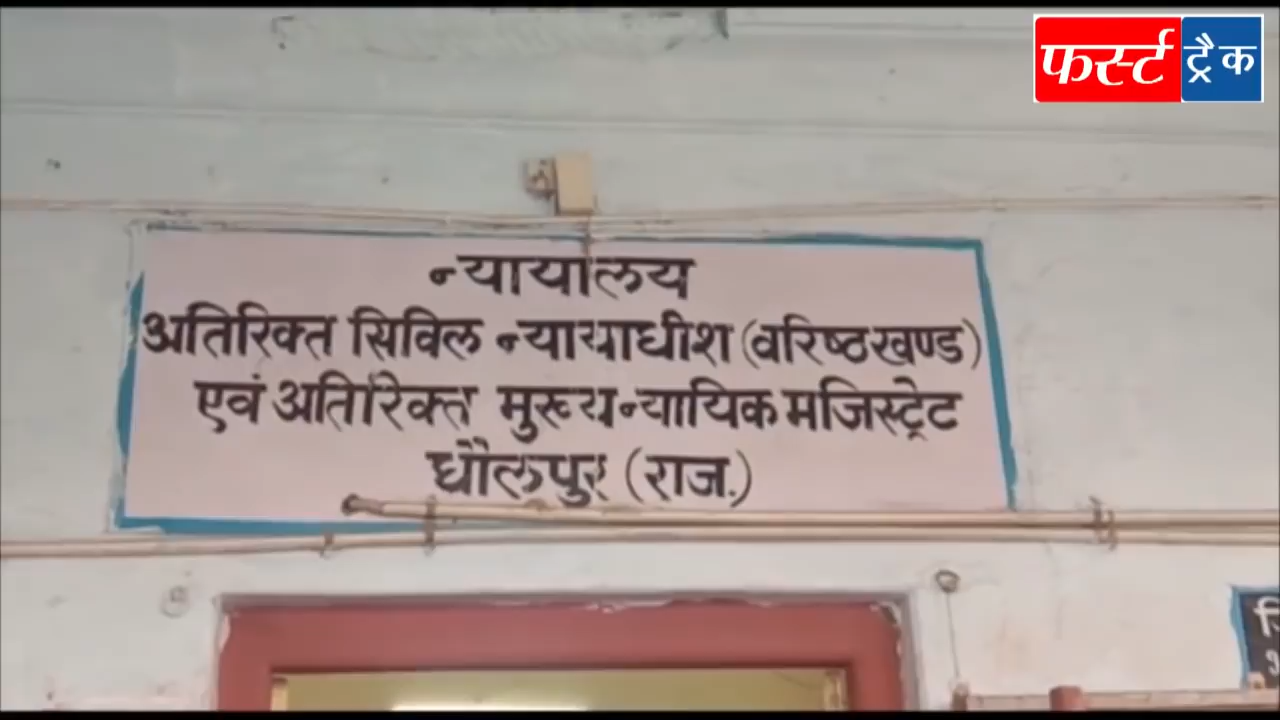 फर्स्ट ट्रैक
न्यायालय
अतिरिक्त सिविल न्यायाधीश (वरिष्ठखण्ड)
एवं अतिरिक्त मुख्य न्यायिक मजिस्ट्रेट
धौलपुर (राज.)